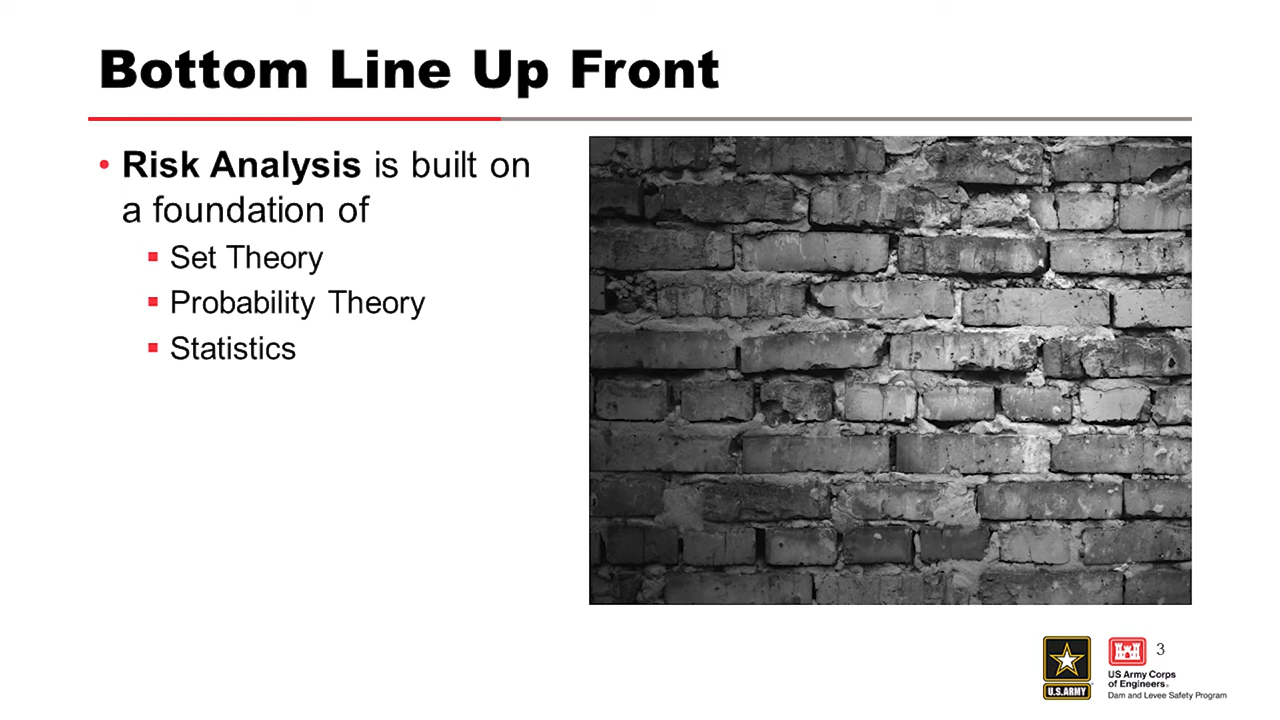 Bottom Line Up Front
• Risk Analysis is built on
a foundation of
▪ Set Theory
▪ Probability Theory
▪ Statistics
3
U.S.ARMY
US Army Corps
of Engineers®
Dam and Levee Safety Program